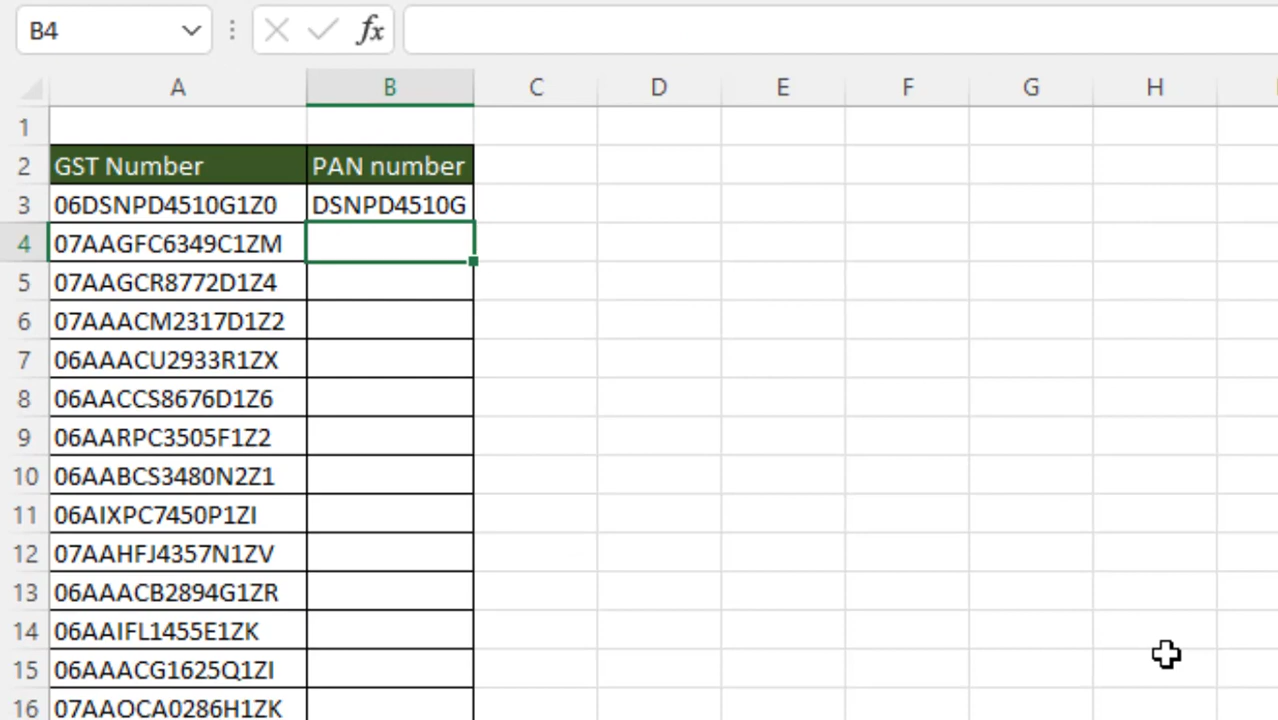 B4 fx
A B C D E F G H
1
2 GST Number PAN number
3 06DSNPD4510G1Z0 DSNPD4510G
4 07AAGFC6349C1ZM
5 07AAGCR8772D1Z4
6 07AAACM2317D1Z2
7 06AAACU2933R1ZX
8 06AACCS8676D1Z6
9 06AARPC3505F1Z2
10 06AABCS3480N2Z1
11 06AIXPC7450P1ZI
12 07AAHFJ4357N1ZV
13 06AAACB2894G1ZR
14 06AAIFL1455E1ZK
15 06AAACG1625Q1ZI
16 07AAOCA0286H1ZK